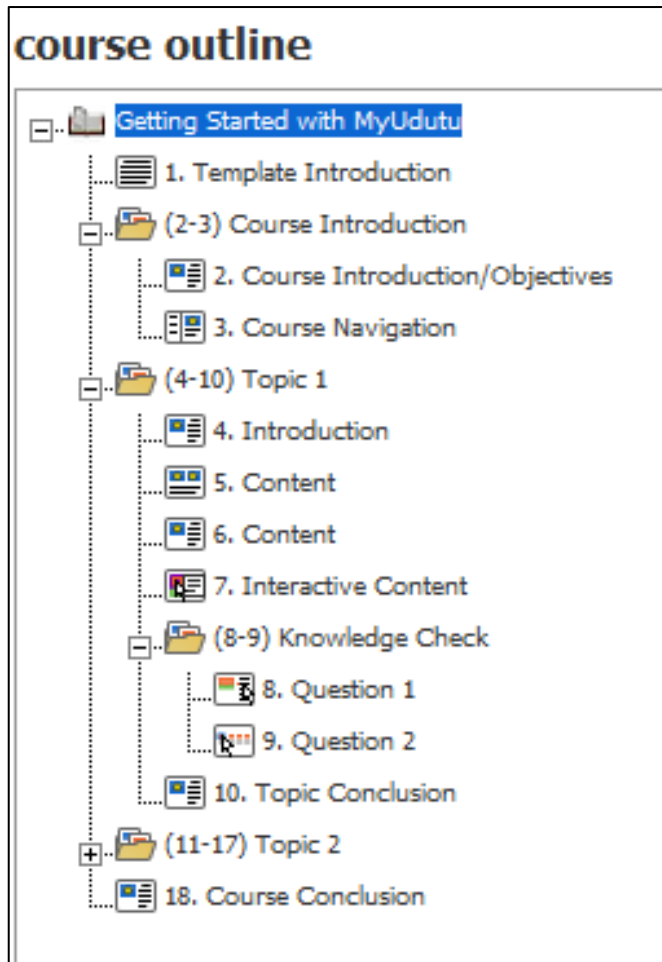 course outline
Getting Started with MyUdutu
1. Template Introduction
(2-3) Course Introduction
2. Course Introduction/Objectives
3. Course Navigation
(4-10) Topic 1
4. Introduction
5. Content
6. Content
7. Interactive Content
(8-9) Knowledge Check
8. Question 1
9. Question 2
10. Topic Conclusion
(11-17) Topic 2
18. Course Conclusion